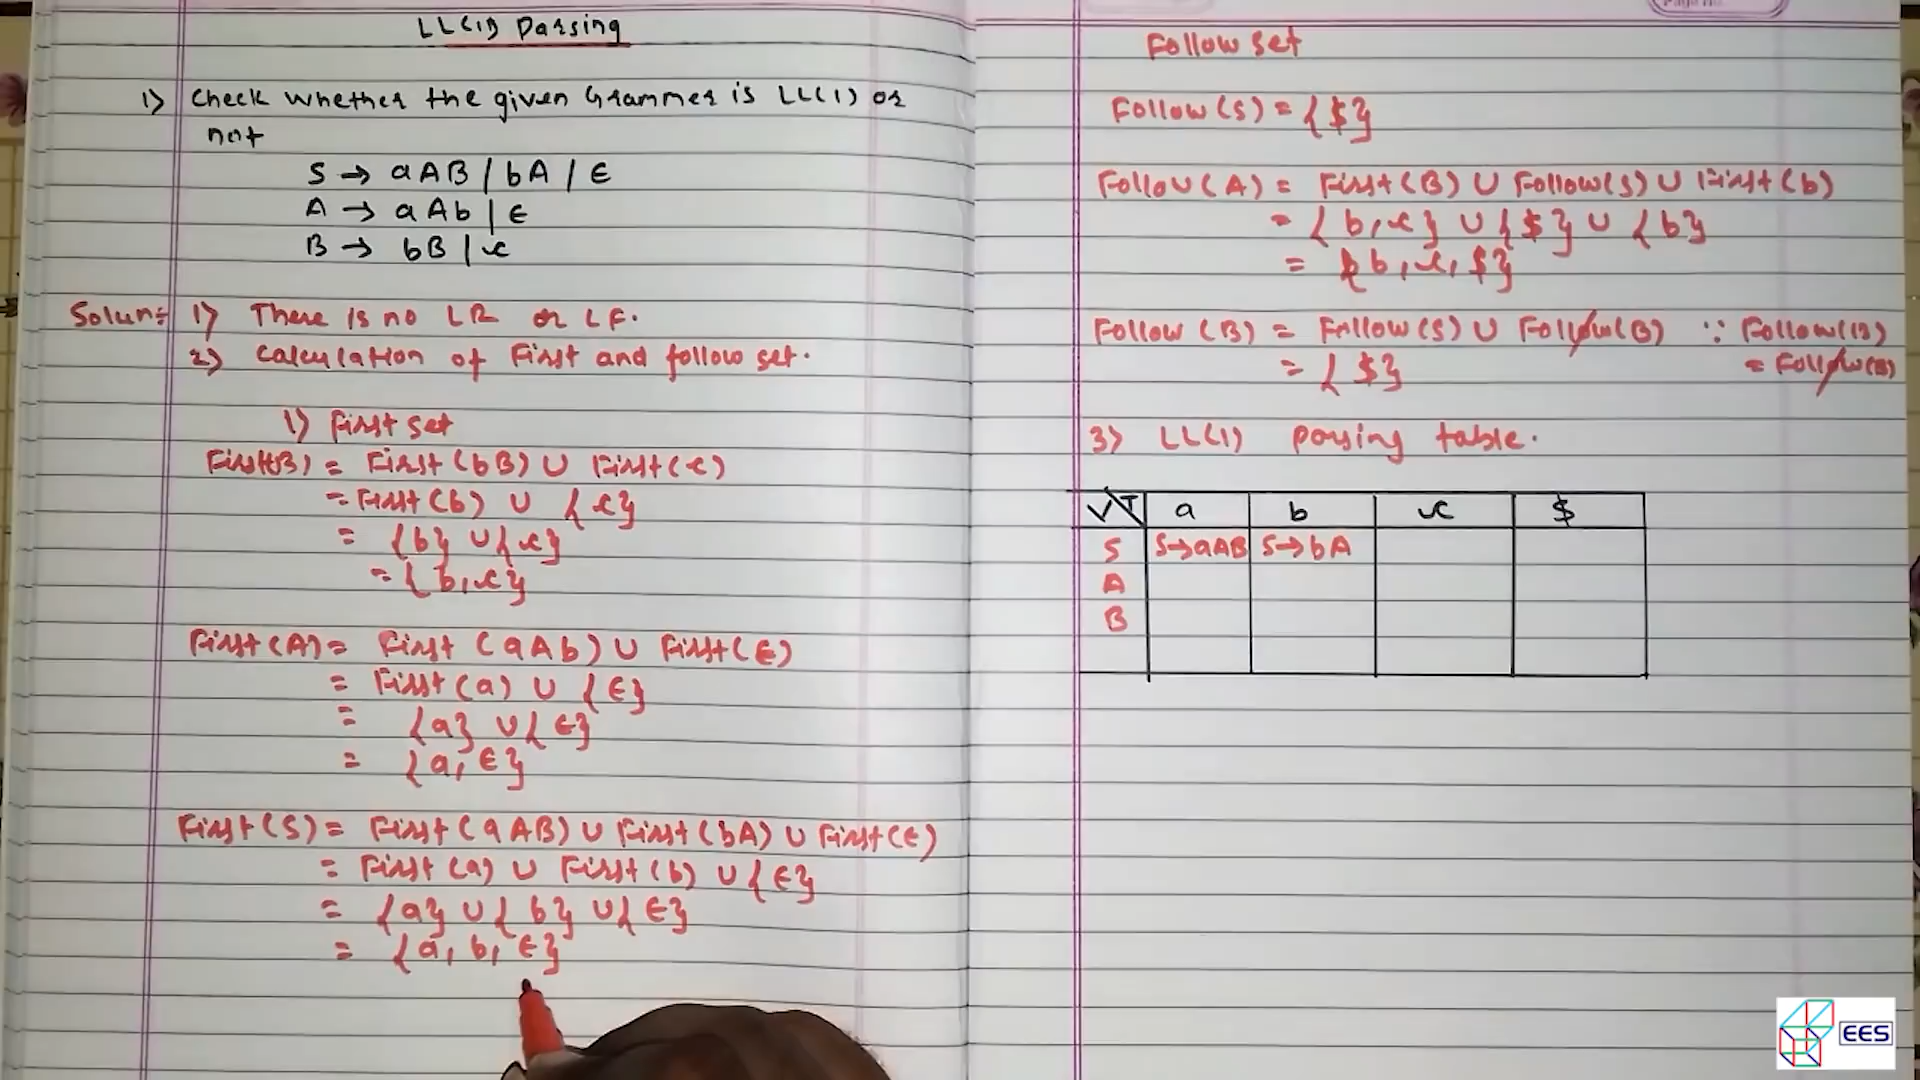 LL(1) Parsing
1) Check whether the given Grammer is LL(1) or
not
S → aAB | bA | ∈
A → aAb | ∈
B → bB | c
Solun:- 1) There is no LR or LF.
2) Calculation of First and follow set.
1) First set
First(B) = First(bB) ∪ First(c)
= First(b) ∪ {c}
= {b} ∪ {c}
= {b, c}
First(A) = First(aAb) ∪ First(∈)
= First(a) ∪ {∈}
= {a} ∪ {∈}
= {a, ∈}
First(S) = First(aAB) ∪ First(bA) ∪ First(∈)
= First(a) ∪ First(b) ∪ {∈}
= {a} ∪ {b} ∪ {∈}
= {a, b, ∈}
Follow set
Follow(S) = {$}
Follow(A) = First(B) ∪ Follow(S) ∪ First(b)
= {b, c} ∪ {$} ∪ {b}
= {b, c, $}
Follow(B) = Follow(S) ∪ Follow(B) ∵ Follow(B)
= {$} = Follow(B)
3) LL(1) parsing table.
V T a b c $
S S→aAB S→bA
A
B
EES